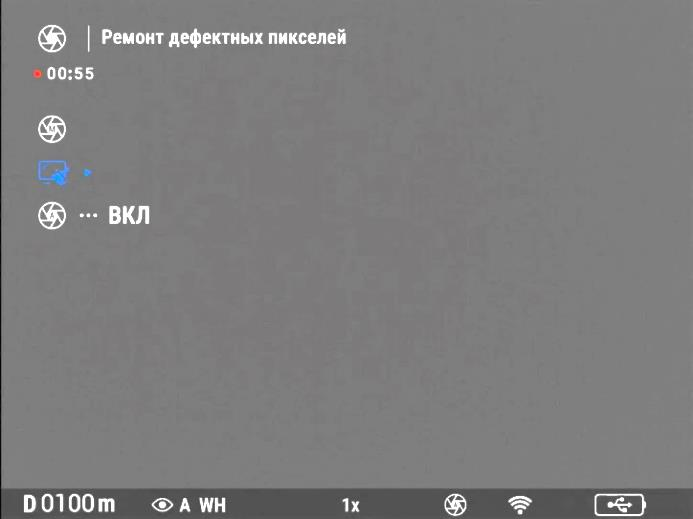 Ремонт дефектных пикселей
00:55
... ВКЛ
D0100m A WH 1x